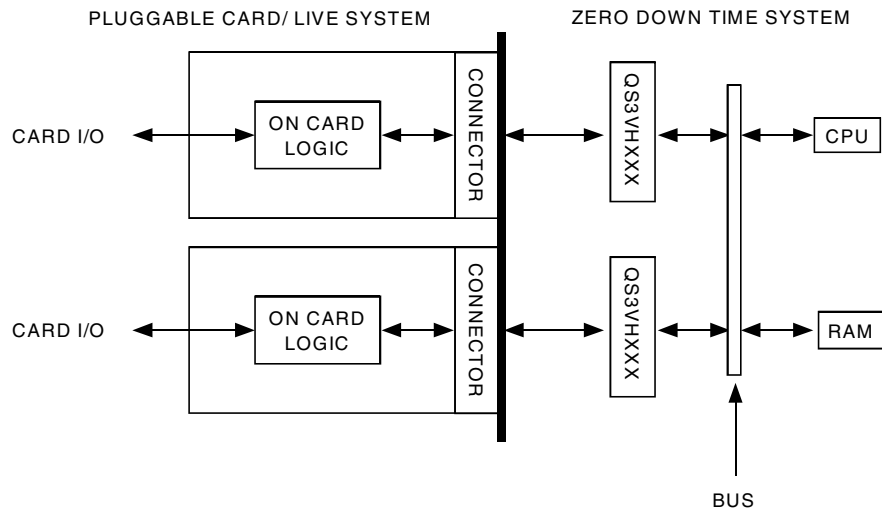 PLUGGABLE CARD/ LIVE SYSTEM
ZERO DOWN TIME SYSTEM
CARD I/O
ON CARD
LOGIC
CONNECTOR
QS3VHXXX
CPU
CARD I/O
ON CARD
LOGIC
CONNECTOR
QS3VHXXX
RAM
BUS